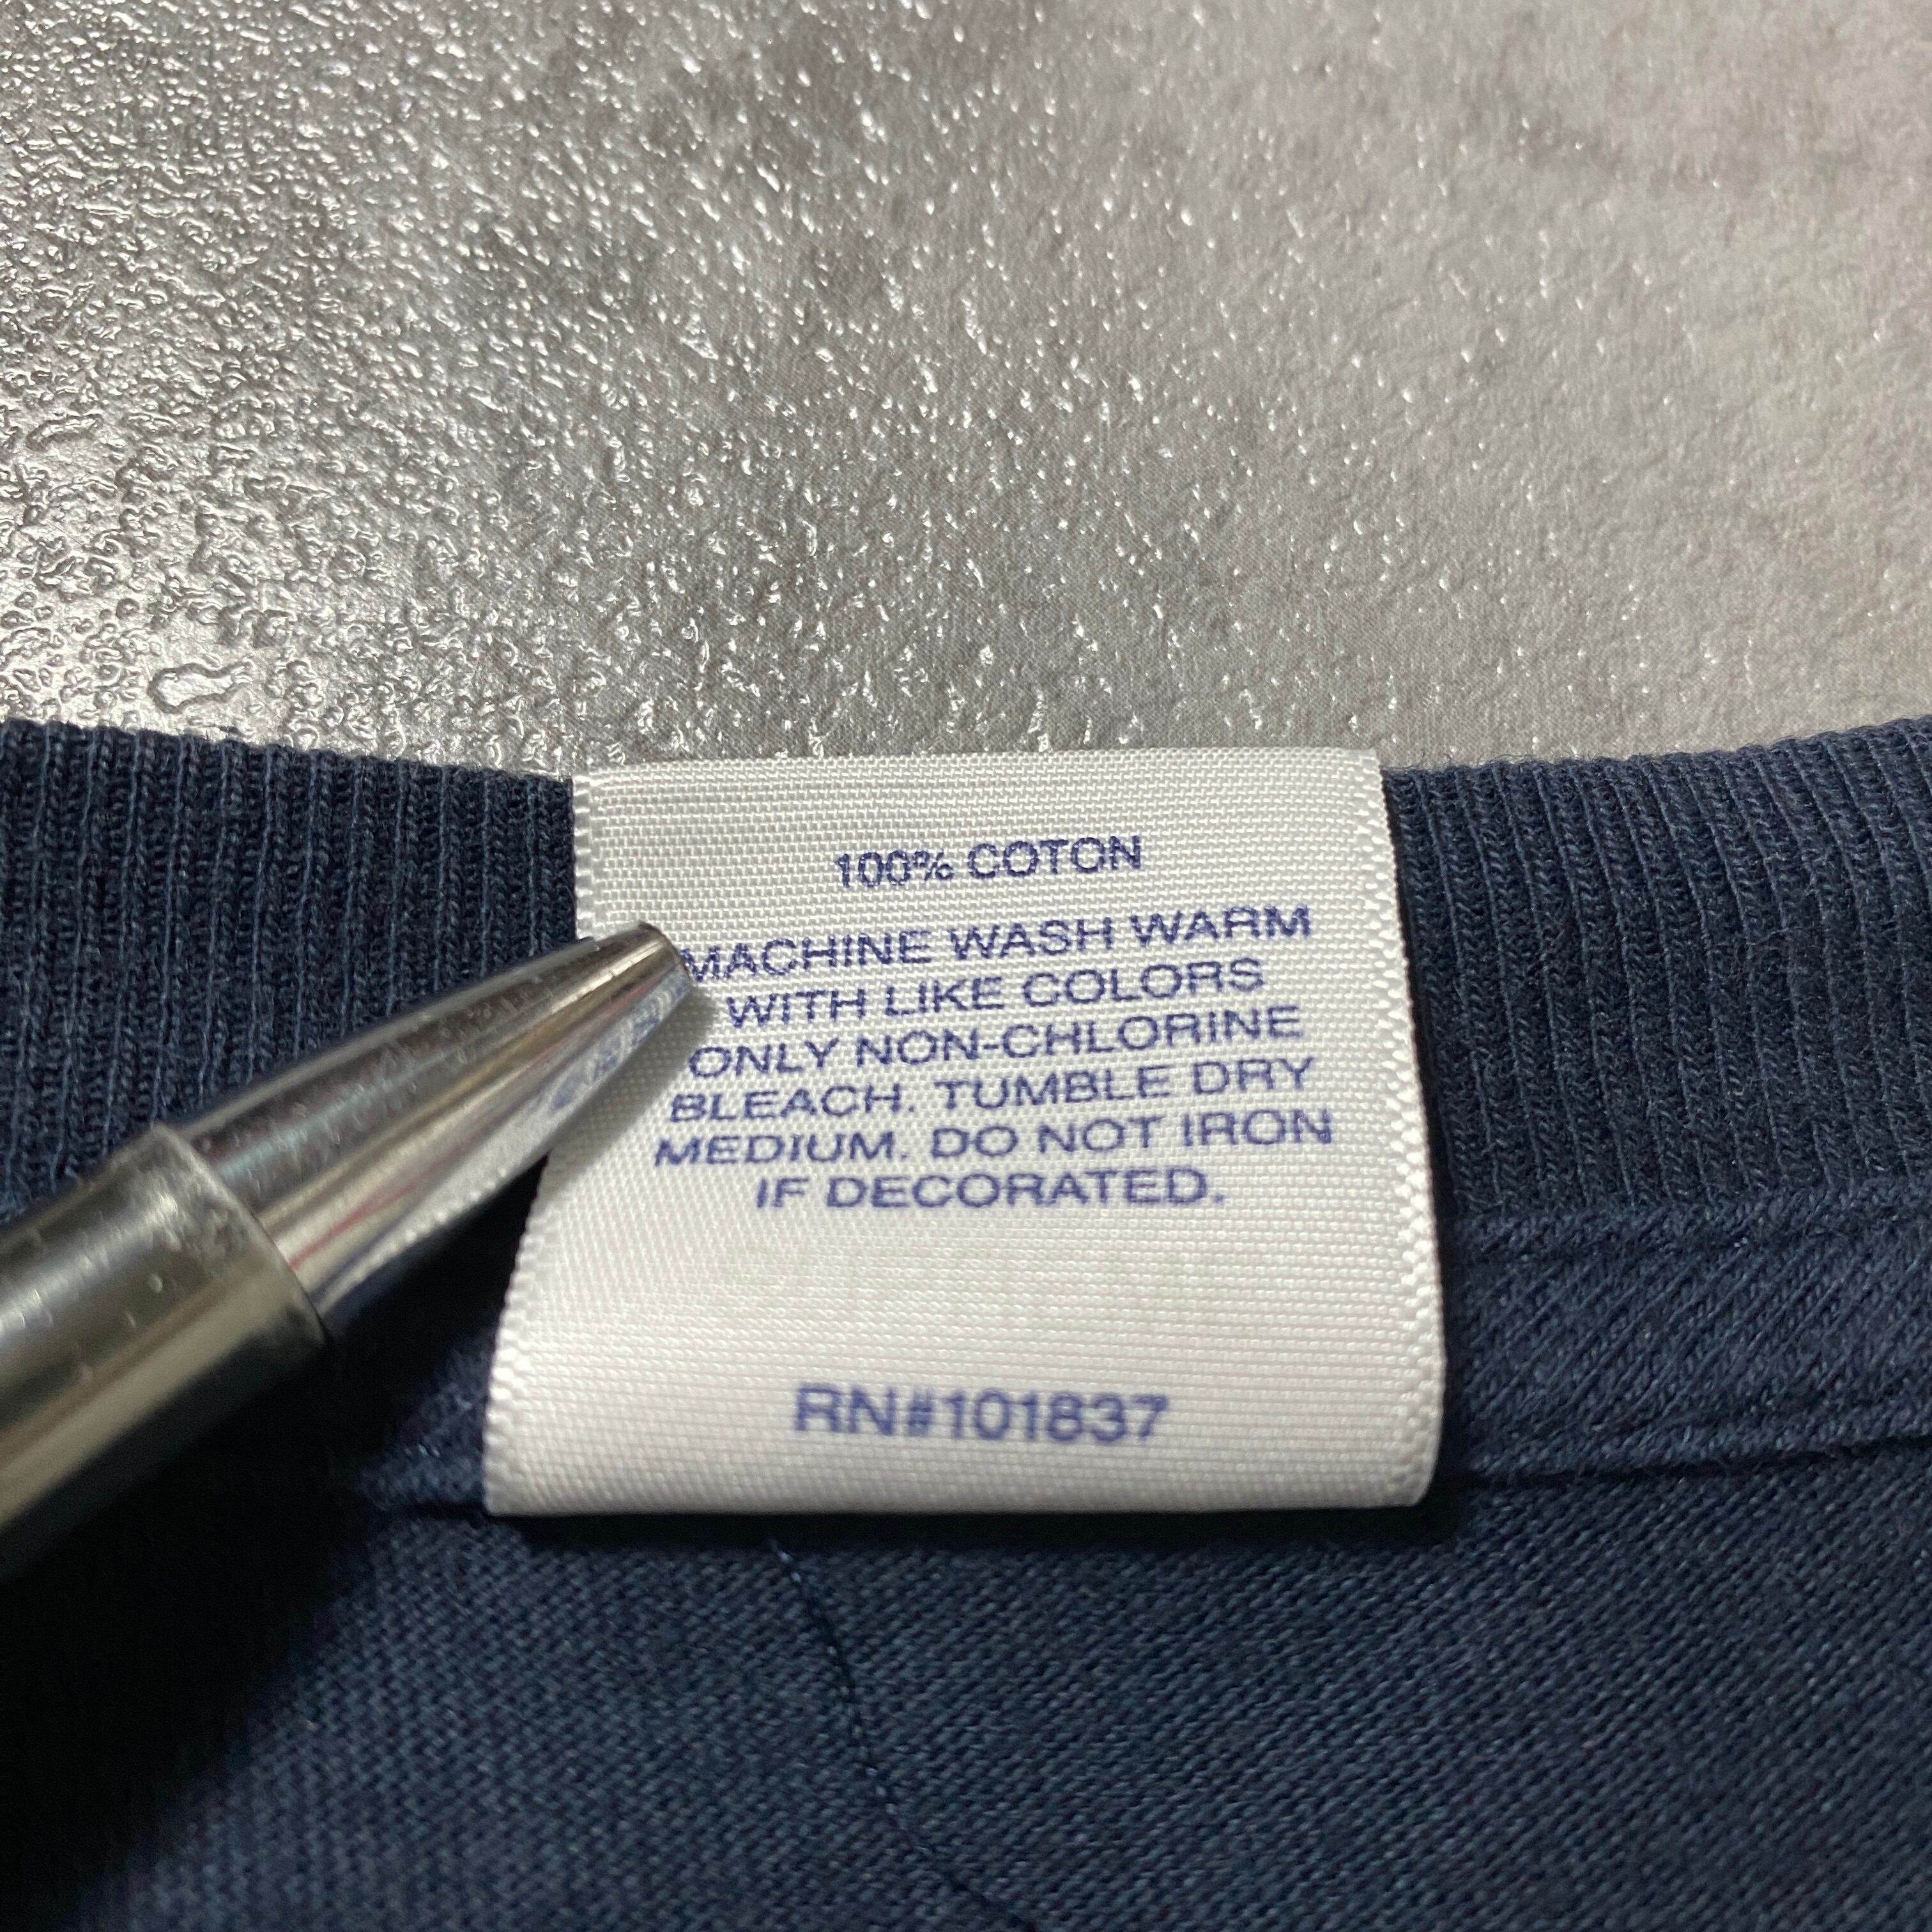 100% COTON
MACHINE WASH WARM
WITH LIKE COLORS
ONLY NON-CHLORINE
BLEACH. TUMBLE DRY
MEDIUM. DO NOT IRON
IF DECORATED.
RN#101837